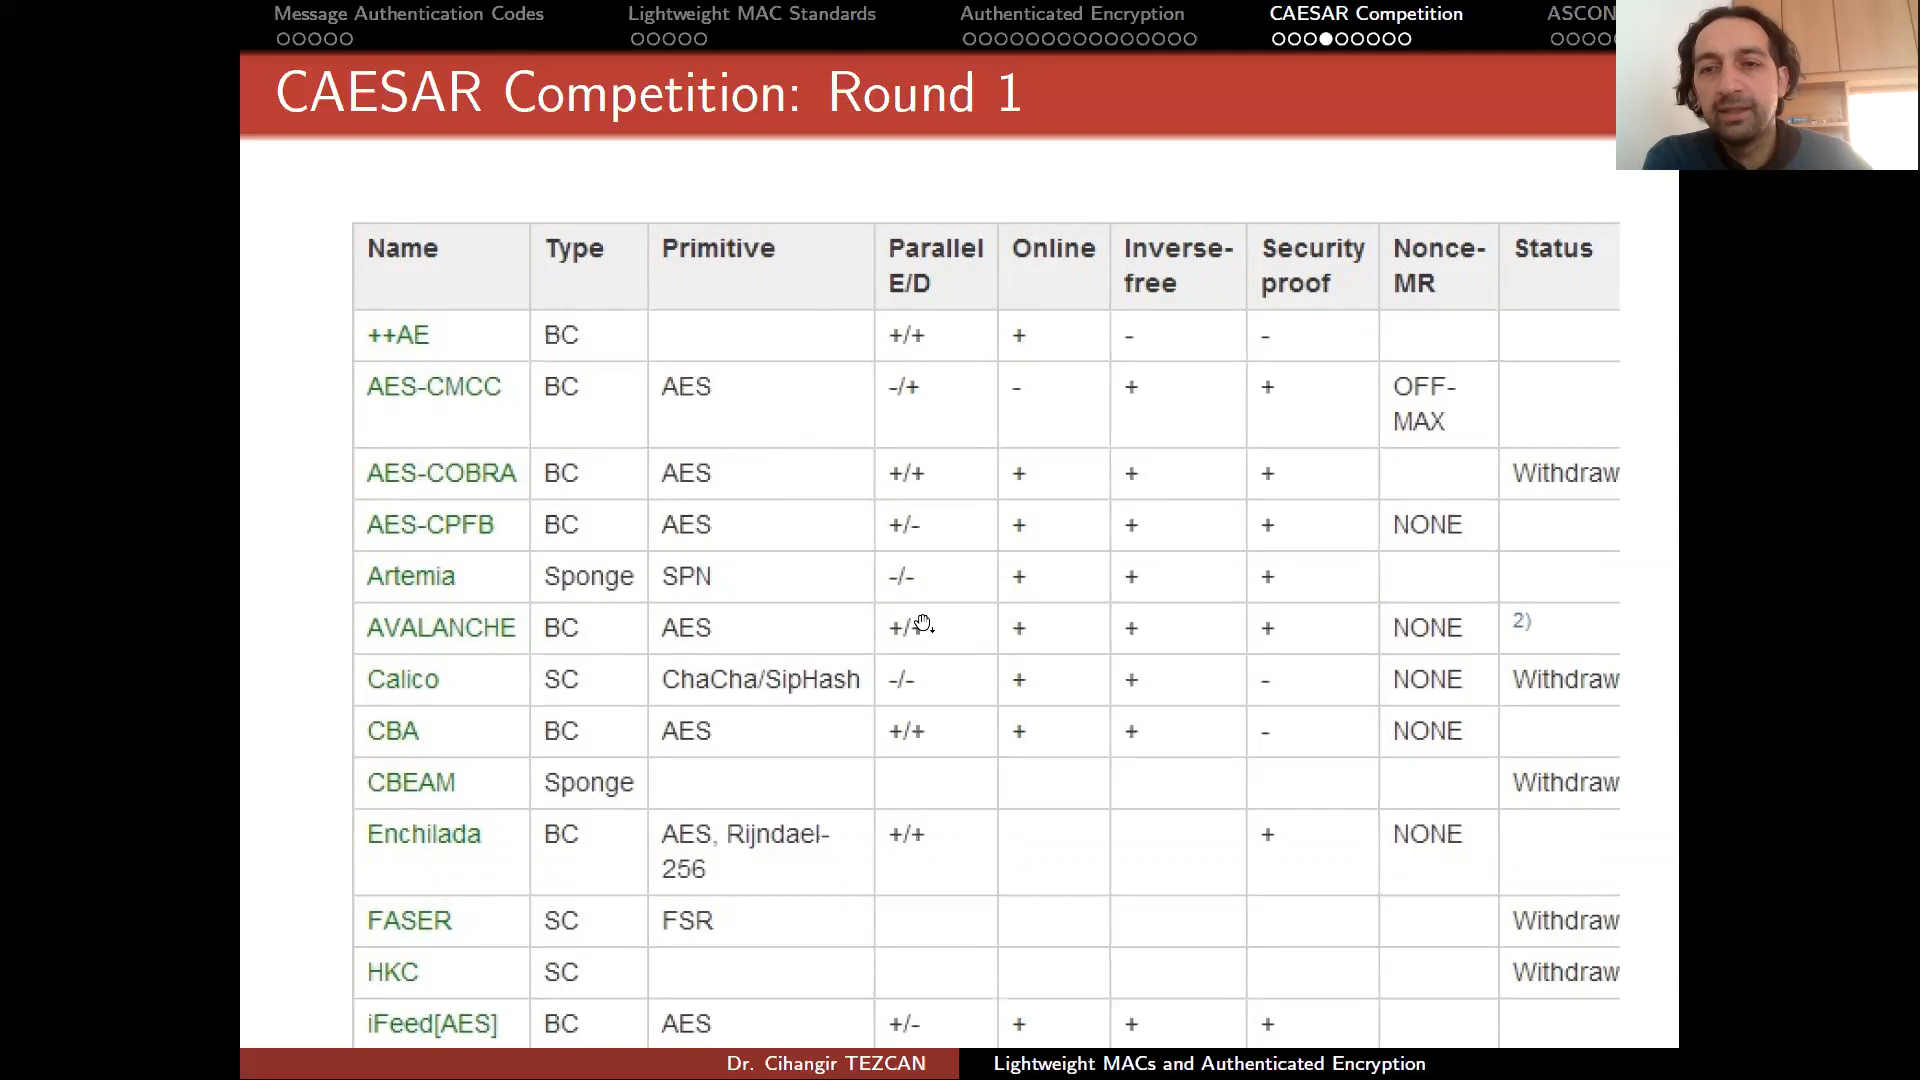 Message Authentication Codes
Lightweight MAC Standards
Authenticated Encryption
CAESAR Competition
ASCON
CAESAR Competition: Round 1
Name Type Primitive Parallel E/D Online Inverse-free Security proof Nonce-MR Status
++AE BC +/+ + - -
AES-CMCC BC AES -/+ - + + OFF-MAX
AES-COBRA BC AES +/+ + + + Withdraw
AES-CPFB BC AES +/- + + + NONE
Artemia Sponge SPN -/- + + +
AVALANCHE BC AES +/+ + + + NONE 2)
Calico SC ChaCha/SipHash -/- + + - NONE Withdraw
CBA BC AES +/+ + + - NONE
CBEAM Sponge Withdraw
Enchilada BC AES, Rijndael-256 +/+ + NONE
FASER SC FSR Withdraw
HKC SC Withdraw
iFeed[AES] BC AES +/- + + +
Dr. Cihangir TEZCAN
Lightweight MACs and Authenticated Encryption